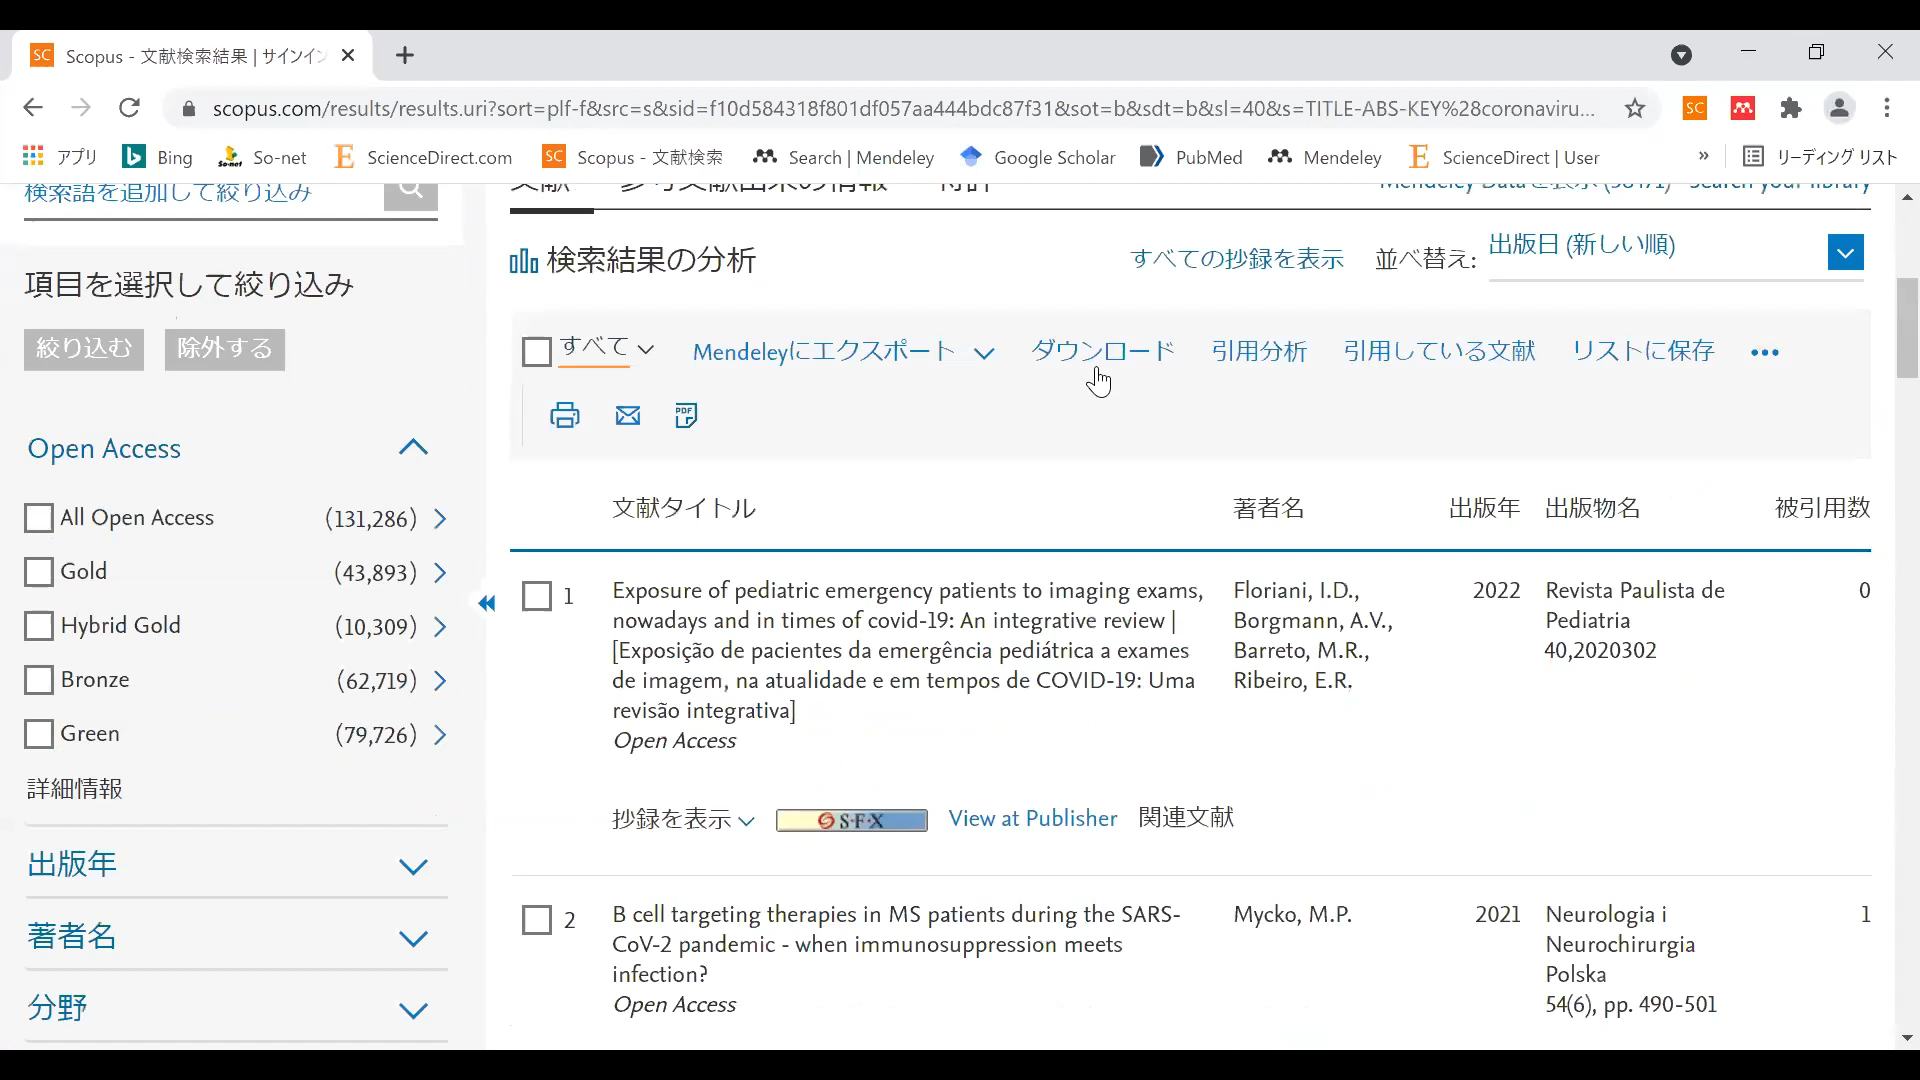 SC Scopus - 文献検索結果 | サインイン
scopus.com/results/results.uri?sort=plf-f&src=s&sid=f10d584318f801df057aa444bdc87f31&sot=b&sdt=b&sl=40&s=TITLE-ABS-KEY%28coronaviru...
SC
アプリ Bing So-net ScienceDirect.com SC Scopus - 文献検索 Search | Mendeley Google Scholar PubMed Mendeley ScienceDirect | User » リーディング リスト
検索語を追加して絞り込み
項目を選択して絞り込み
絞り込む 除外する
Open Access
All Open Access (131,286)
Gold (43,893)
Hybrid Gold (10,309)
Bronze (62,719)
Green (79,726)
詳細情報
出版年
著者名
分野
検索結果の分析 すべての抄録を表示 並べ替え: 出版日 (新しい順)
すべて Mendeleyにエクスポート ダウンロード 引用分析 引用している文献 リストに保存 •••
PDF
文献タイトル 著者名 出版年 出版物名 被引用数
1 Exposure of pediatric emergency patients to imaging exams, Floriani, I.D., 2022 Revista Paulista de 0
nowadays and in times of covid-19: An integrative review | Borgmann, A.V., Pediatria
[Exposição de pacientes da emergência pediátrica a exames Barreto, M.R., 40,2020302
de imagem, na atualidade e em tempos de COVID-19: Uma Ribeiro, E.R.
revisão integrativa]
Open Access
抄録を表示 S·F·X View at Publisher 関連文献
2 B cell targeting therapies in MS patients during the SARS- Mycko, M.P. 2021 Neurologia i 1
CoV-2 pandemic - when immunosuppression meets Neurochirurgia
infection? Polska
Open Access 54(6), pp. 490-501